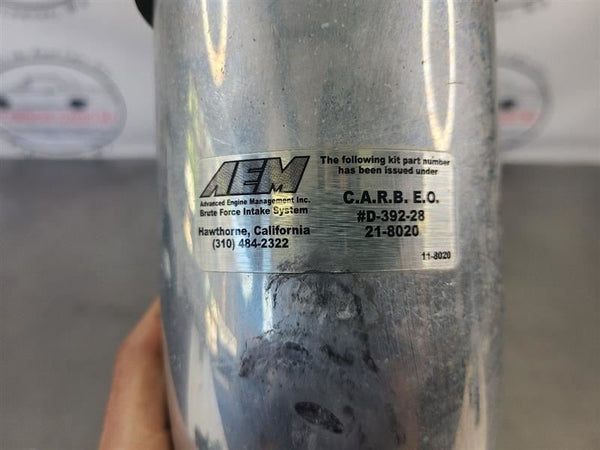 AEM
Advanced Engine Management Inc.
Brute Force Intake System
Hawthorne, California
(310) 484-2322
The following kit part number
has been issued under
C.A.R.B. E.O.
#D-392-28
21-8020
11-8020